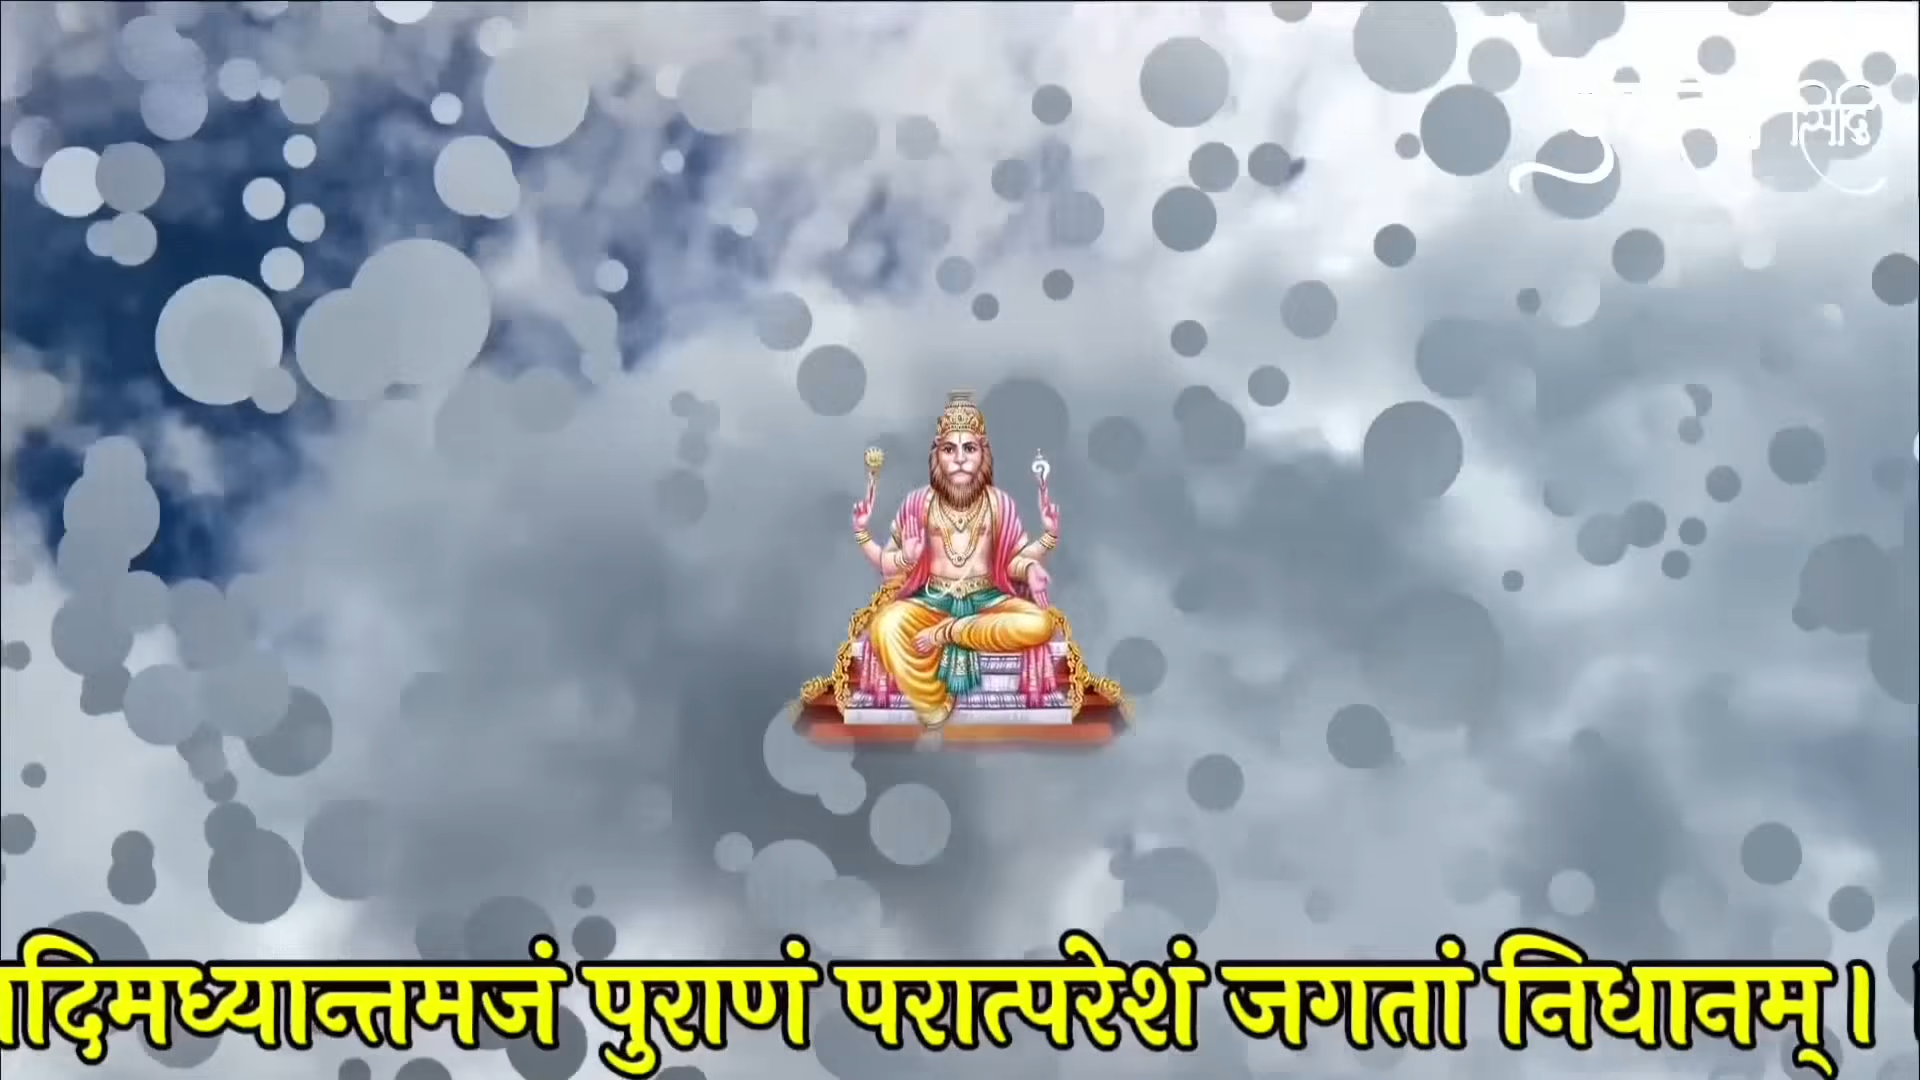 सिद्धि
ादिमध्यान्तमजं पुराणं परात्परेशं जगतां निधानम्।